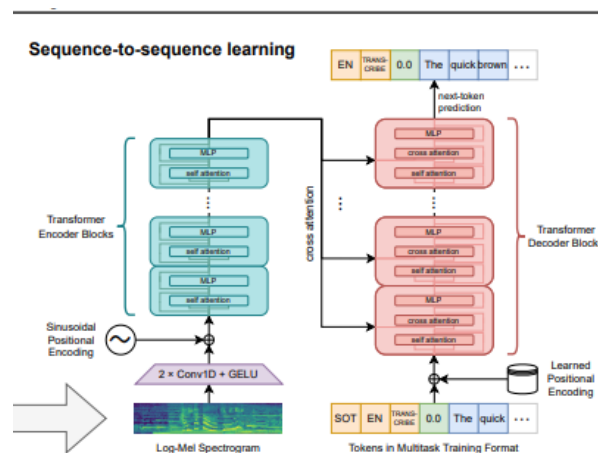 Sequence-to-sequence learning
EN TRANS-CRIBE 0.0 The quick brown ...
next-token
prediction
MLP
self attention
MLP
cross attention
self attention
Transformer
Encoder Blocks
MLP
self attention
MLP
self attention
cross attention
MLP
cross attention
self attention
MLP
cross attention
self attention
Transformer
Decoder Block
Sinusoidal
Positional
Encoding
2 × Conv1D + GELU
Learned
Positional
Encoding
SOT EN TRANS-CRIBE 0.0 The quick ...
Log-Mel Spectrogram
Tokens in Multitask Training Format